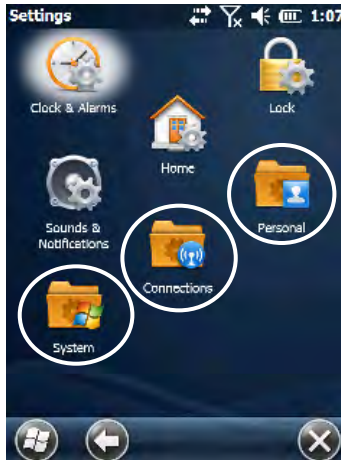 Settings 1:07
Clock & Alarms
Lock
Home
Sounds &
Notifications
Personal
Connections
System